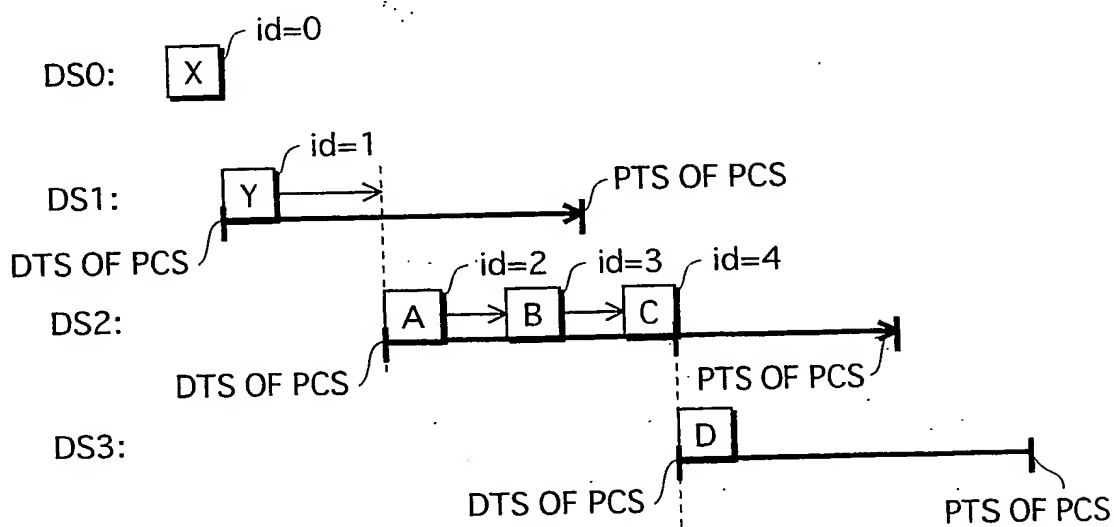 id=0
DS0: X
id=1
DS1: Y
PTS OF PCS
DTS OF PCS
id=2 id=3 id=4
DS2: A B C
DTS OF PCS
PTS OF PCS
DS3: D
DTS OF PCS
PTS OF PCS